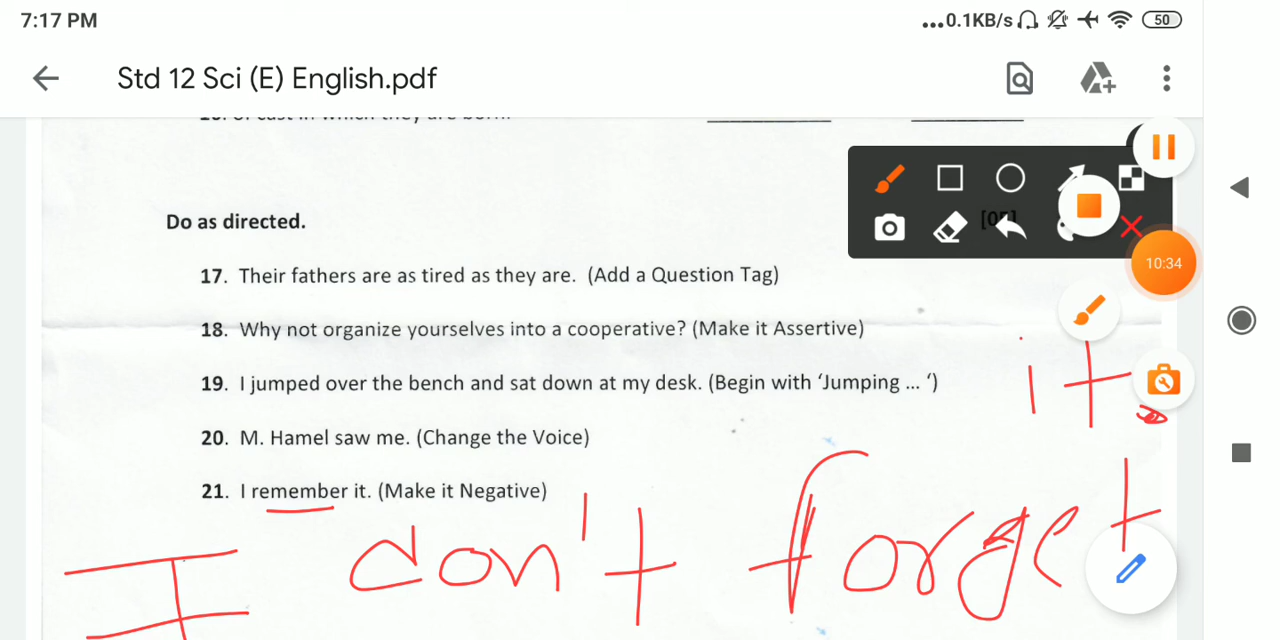 7:17 PM
...0.1KB/s
50
Std 12 Sci (E) English.pdf
Do as directed.
17. Their fathers are as tired as they are. (Add a Question Tag)
10:34
18. Why not organize yourselves into a cooperative? (Make it Assertive)
19. I jumped over the bench and sat down at my desk. (Begin with ‘Jumping ... ‘)
20. M. Hamel saw me. (Change the Voice)
21. I remember it. (Make it Negative)
I don't forget
it.